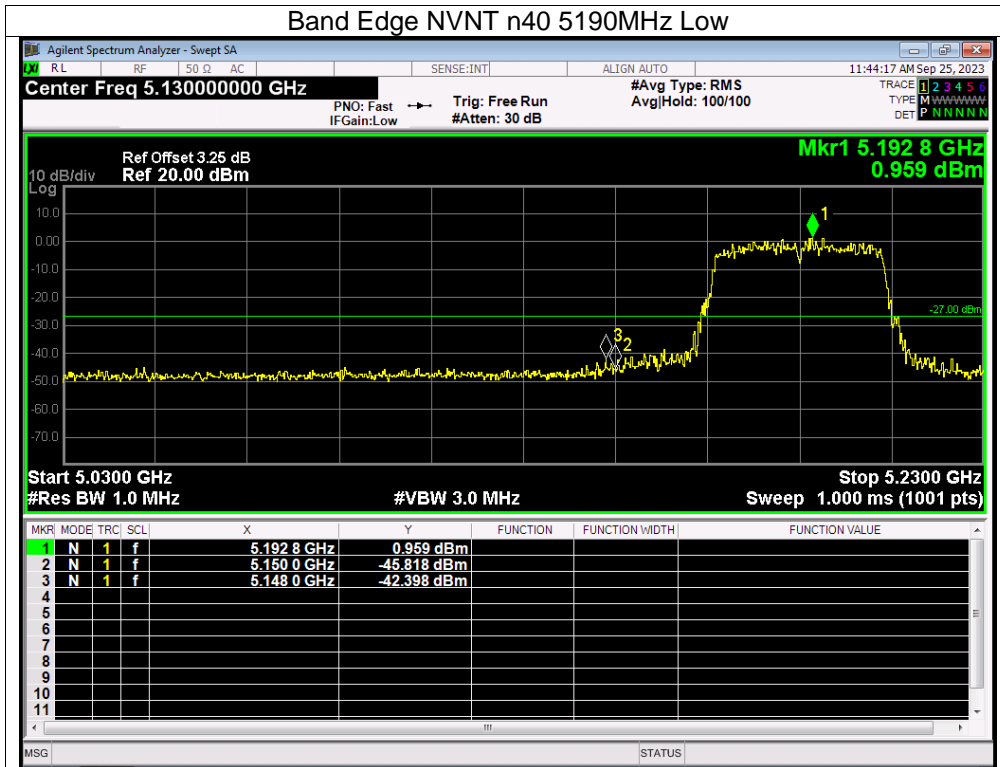 Band Edge NVNT n40 5190MHz Low
Agilent Spectrum Analyzer - Swept SA
LXI RL RF 50 Ω AC SENSE:INT ALIGN AUTO 11:44:17 AM Sep 25, 2023
Center Freq 5.130000000 GHz #Avg Type: RMS TRACE 1 2 3 4 5 6
PNO: Fast Trig: Free Run Avg|Hold: 100/100 TYPE M WWWWW
IFGain:Low #Atten: 30 dB DET P N N N N N
Mkr1 5.192 8 GHz
0.959 dBm
Ref Offset 3.25 dB
10 dB/div Ref 20.00 dBm
Log
10.0
0.00
-10.0
-20.0
-30.0
-40.0
-50.0
-60.0
-70.0
1
-27.00 dBm
3
2
Start 5.0300 GHz Stop 5.2300 GHz
#Res BW 1.0 MHz #VBW 3.0 MHz Sweep 1.000 ms (1001 pts)
MKR MODE TRC SCL X Y FUNCTION FUNCTION WIDTH FUNCTION VALUE
1 N 1 f 5.192 8 GHz 0.959 dBm
2 N 1 f 5.150 0 GHz -45.818 dBm
3 N 1 f 5.148 0 GHz -42.398 dBm
4
5
6
7
8
9
10
11
MSG STATUS